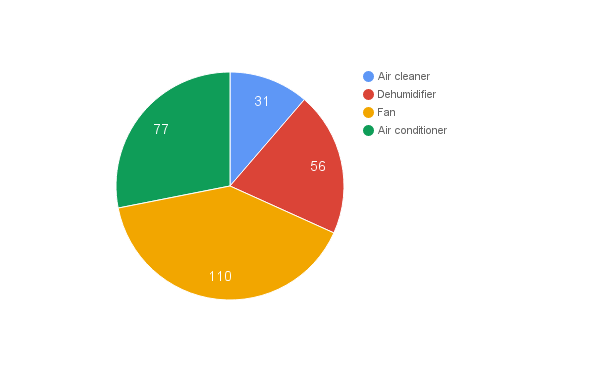 31
56
110
77
Air cleaner
Dehumidifier
Fan
Air conditioner